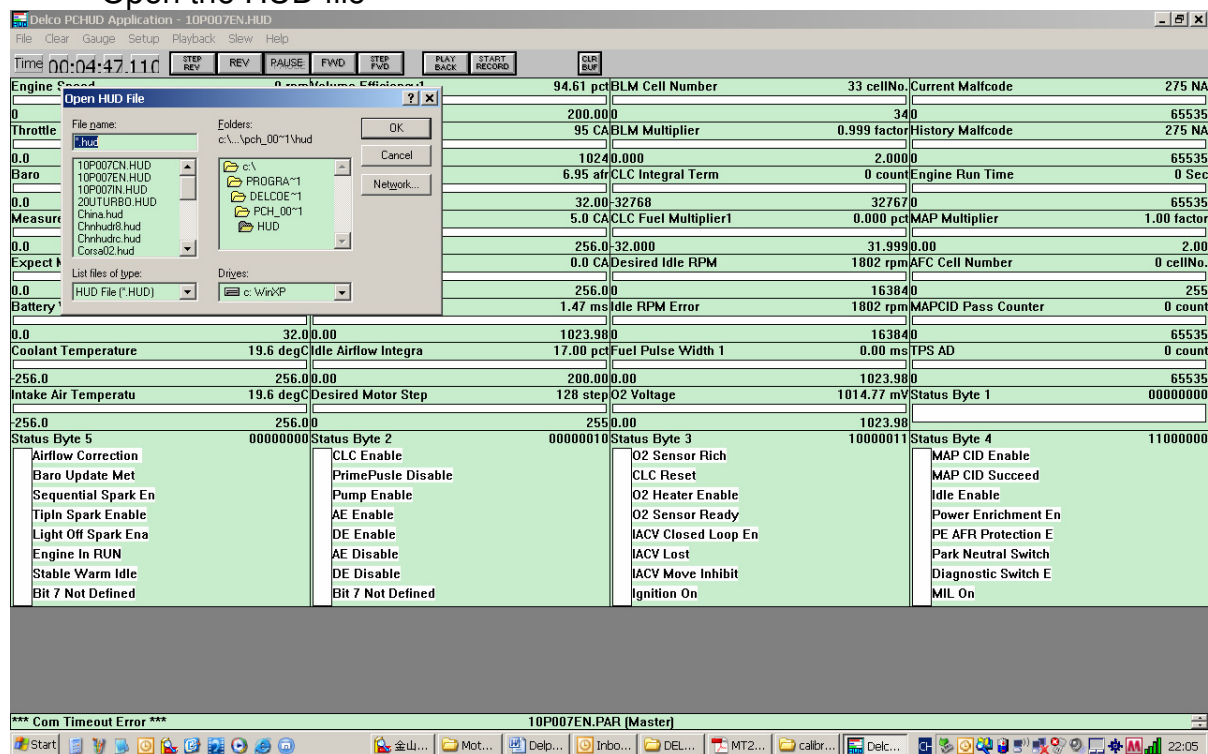 Open the HUD file
Delco PCHUD Application - 10P007EN.HUD
File Clear Gauge Setup Playback Slew Help
Time 00:04:47.110 STEP REV REV PAUSE FWD STEP FWD PLAY BACK START RECORD CLR BUF
Engine Speed 0 rpm Volume Efficiency1 94.61 pct BLM Cell Number 33 cellNo. Current Malfcode 275 NA
0 200.00 0 34 0 65535
Throttle 95 CA BLM Multiplier 0.999 factor History Malfcode 275 NA
0.0 1024 0.000 2.000 0 65535
Baro 6.95 afr CLC Integral Term 0 count Engine Run Time 0 Sec
0.0 32.00 -32768 32767 0 65535
Measure 5.0 CA CLC Fuel Multiplier1 0.000 pct MAP Multiplier 1.00 factor
0.0 256.0 -32.000 31.999 0.00 2.00
Expect 0.0 CA Desired Idle RPM 1802 rpm AFC Cell Number 0 cellNo.
0.0 256.0 0 16384 0 255
Battery 1.47 ms Idle RPM Error 1802 rpm MAPCID Pass Counter 0 count
0.0 32.0 0.00 1023.98 0 16384 0 65535
Coolant Temperature 19.6 degC Idle Airflow Integra 17.00 pct Fuel Pulse Width 1 0.00 ms TPS AD 0 count
-256.0 256.0 0.00 200.00 0.00 1023.98 0 65535
Intake Air Temperatu 19.6 degC Desired Motor Step 128 step O2 Voltage 1014.77 mV Status Byte 1 00000000
-256.0 256.0 0 255 0.00 1023.98
Open HUD File
File name:
*.hud
10P007CN.HUD
10P007EN.HUD
10P007IN.HUD
20UTURBO.HUD
China.hud
Chnhudr8.hud
Chnhudrc.hud
Corsa02.hud
List files of type:
HUD File (*.HUD)
Folders:
c:\...\pch_00~1\hud
c:\
PROGRA~1
DELCOE~1
PCH_00~1
HUD
Drives:
c: WinXP
OK
Cancel
Network...
Status Byte 5 00000000 Status Byte 2 00000010 Status Byte 3 10000011 Status Byte 4 11000000
Airflow Correction CLC Enable O2 Sensor Rich MAP CID Enable
Baro Update Met PrimePusle Disable CLC Reset MAP CID Succeed
Sequential Spark En Pump Enable O2 Heater Enable Idle Enable
TipIn Spark Enable AE Enable O2 Sensor Ready Power Enrichment En
Light Off Spark Ena DE Enable IACV Closed Loop En PE AFR Protection E
Engine In RUN AE Disable IACV Lost Park Neutral Switch
Stable Warm Idle DE Disable IACV Move Inhibit Diagnostic Switch E
Bit 7 Not Defined Bit 7 Not Defined Ignition On MIL On
*** Com Timeout Error *** 10P007EN.PAR (Master)
Start 金山... Mot... Delp... Inbo... DEL... MT2... calibr... Delc... 22:05